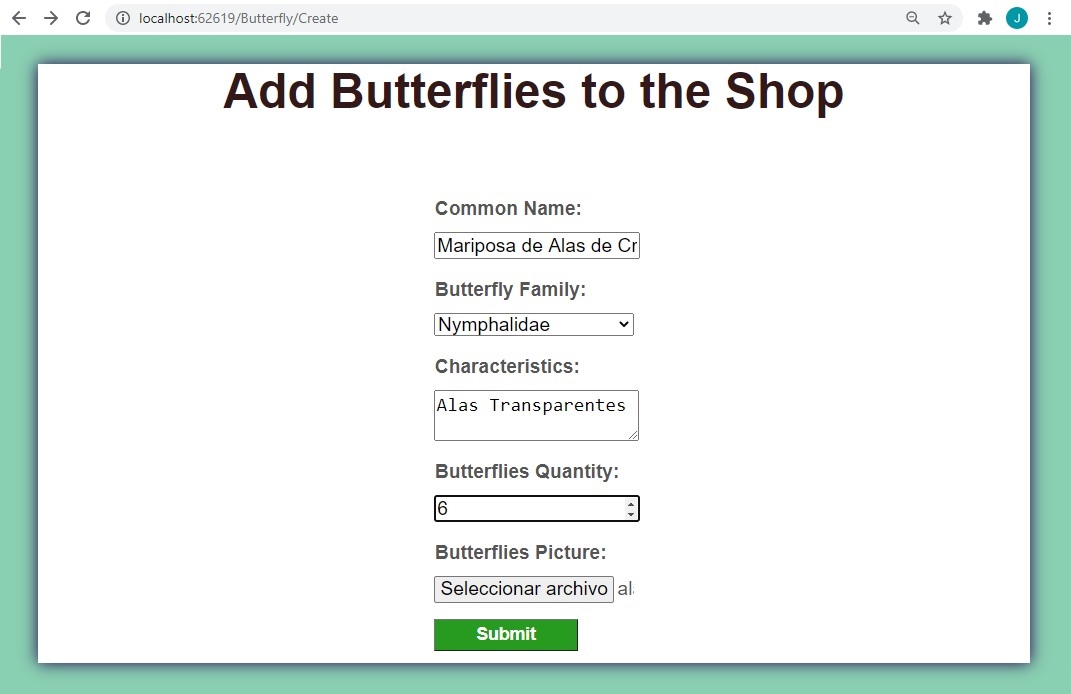 localhost:62619/Butterfly/Create
J
Add Butterflies to the Shop
Common Name:
Mariposa de Alas de Cr
Butterfly Family:
Nymphalidae
Characteristics:
Alas Transparentes
Butterflies Quantity:
6
Butterflies Picture:
Seleccionar archivo
Submit